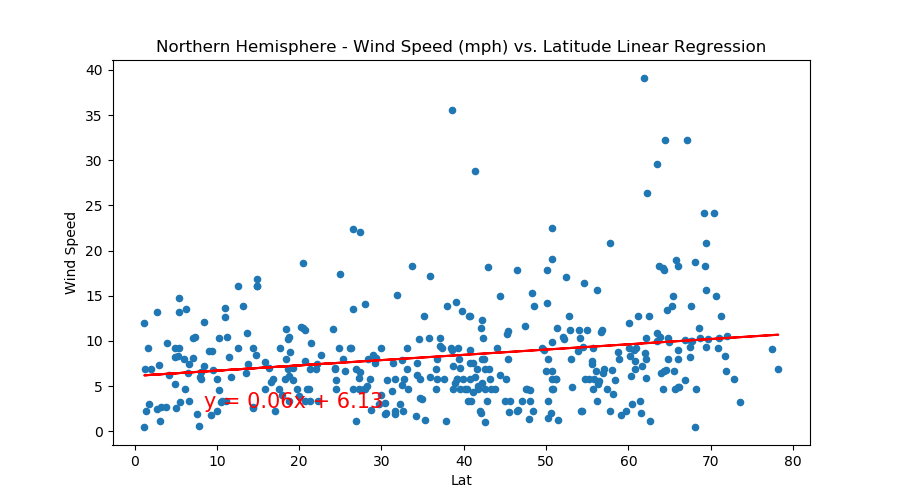 Northern Hemisphere - Wind Speed (mph) vs. Latitude Linear Regression
40
35
30
25
20
15
10
5
0
Wind Speed
y = 0.06x + 6.13
0 10 20 30 40 50 60 70 80
Lat